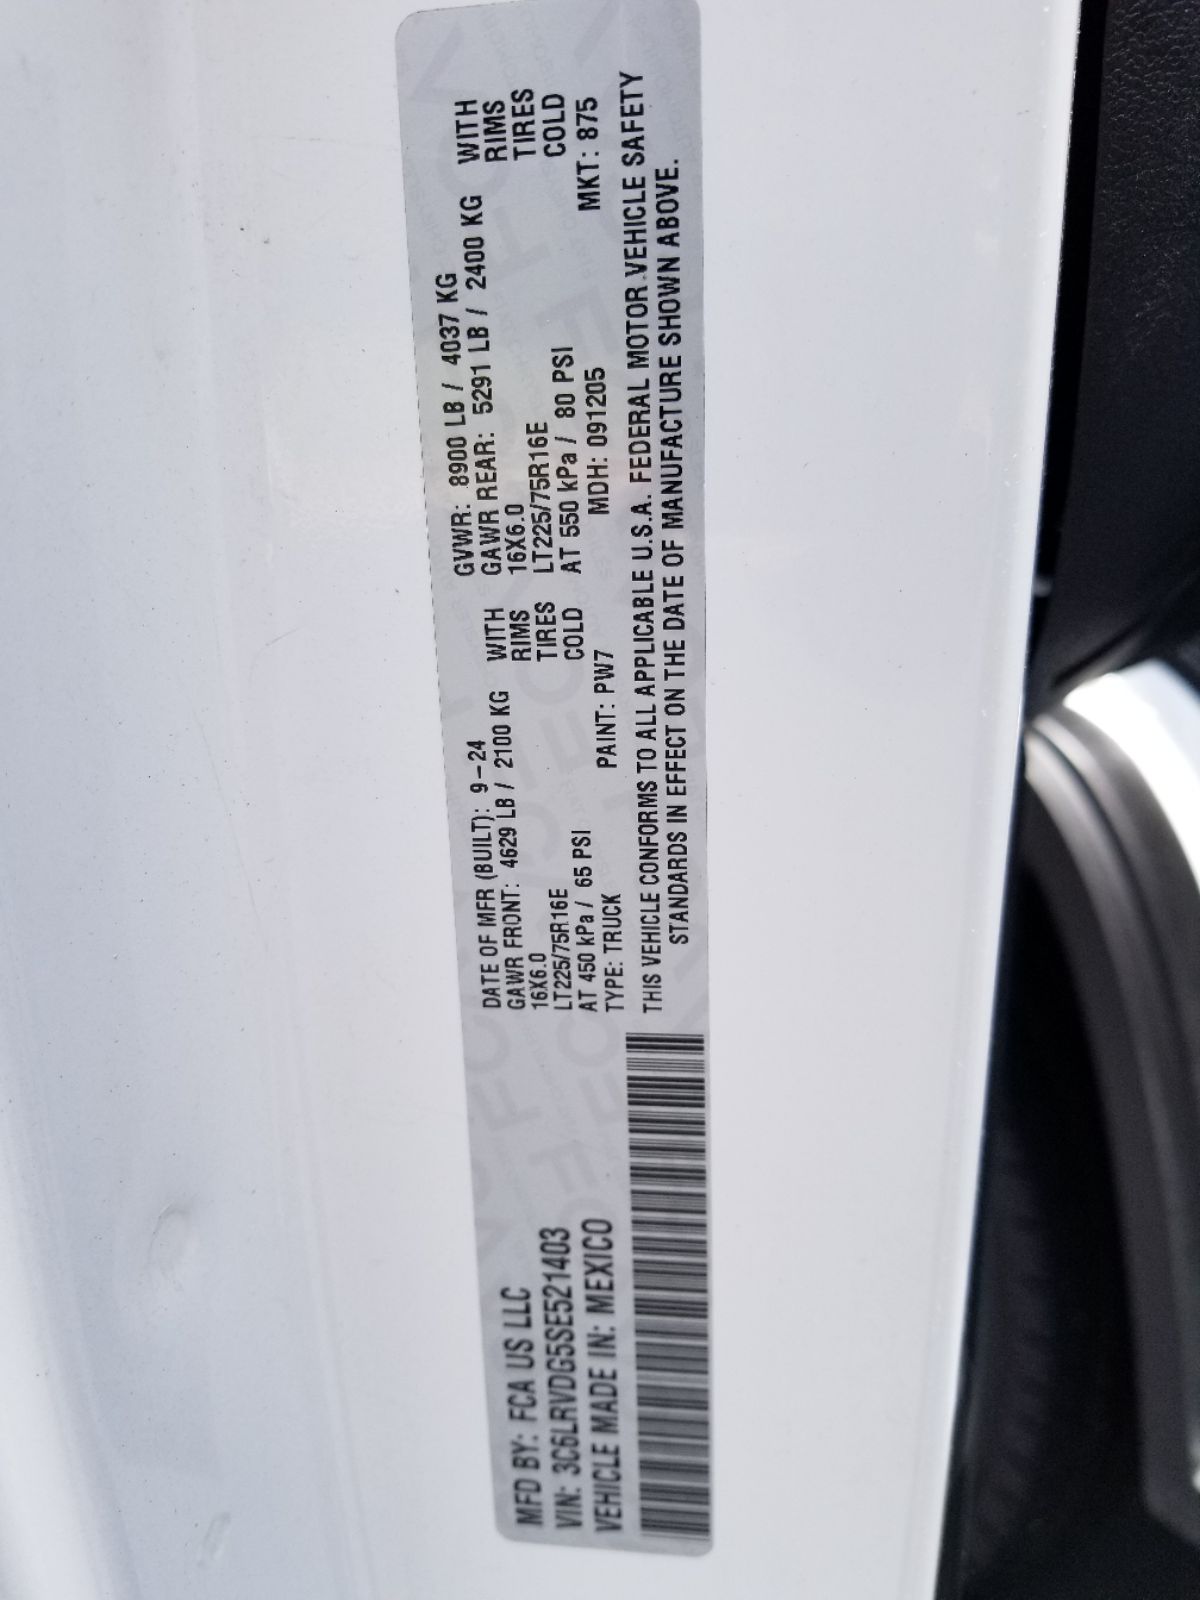 MFD BY: FCA US LLC
VIN: 3C6LRVDG5SE521403
VEHICLE MADE IN: MEXICO
DATE OF MFR (BUILT): 9-24
GVWR: 8900 LB / 4037 KG
GAWR FRONT: 4629 LB / 2100 KG WITH
16X6.0 RIMS
LT225/75R16E TIRES
AT 450 kPa / 65 PSI COLD
GAWR REAR: 5291 LB / 2400 KG WITH
16X6.0 RIMS
LT225/75R16E TIRES
AT 550 kPa / 80 PSI COLD
TYPE: TRUCK PAINT: PW7 MDH: 091205 MKT: 875
THIS VEHICLE CONFORMS TO ALL APPLICABLE U.S.A. FEDERAL MOTOR VEHICLE SAFETY
STANDARDS IN EFFECT ON THE DATE OF MANUFACTURE SHOWN ABOVE.